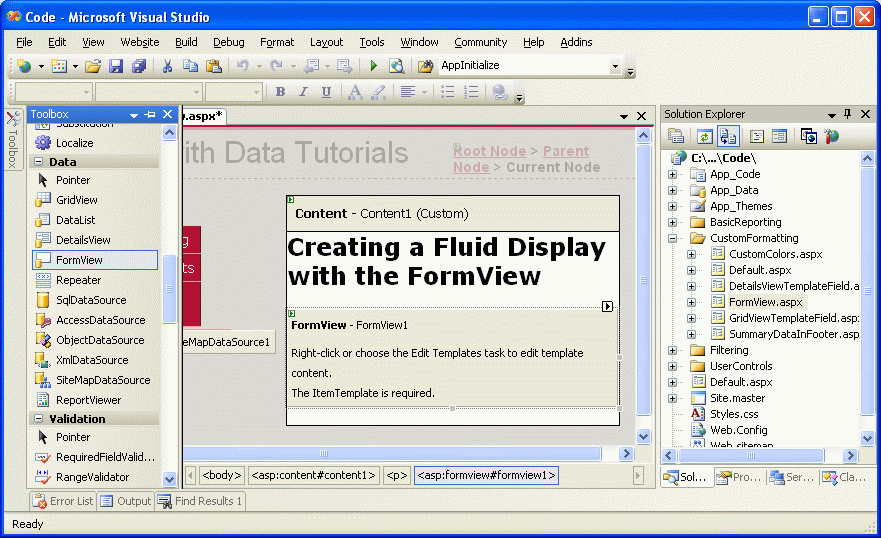 Code - Microsoft Visual Studio
File Edit View Website Build Debug Format Layout Tools Window Community Help Addins
AppInitialize
Toolbox
Toolbox
Substitution
Localize
Data
Pointer
GridView
DataList
DetailsView
FormView
Repeater
SqlDataSource
AccessDataSource
ObjectDataSource
XmlDataSource
SiteMapDataSource
ReportViewer
Validation
Pointer
RequiredFieldValid...
RangeValidator
w.aspx*
ith Data Tutorials
Root Node > Parent
Node > Current Node
g
ts
eMapDataSource1
Content - Content1 (Custom)
Creating a Fluid Display
with the FormView
FormView - FormView1
Right-click or choose the Edit Templates task to edit template
content.
The ItemTemplate is required.
<body> <asp:content#content1> <p> <asp:formview#formview1>
Solution Explorer
C:\...\Code\
App_Code
App_Data
App_Themes
BasicReporting
CustomFormatting
CustomColors.aspx
Default.aspx
DetailsViewTemplateField.a
FormView.aspx
GridViewTemplateField.asp
SummaryDataInFooter.asp
Filtering
UserControls
Default.aspx
Site.master
Styles.css
Web.Config
Web.sitemap
Sol... Pro... Ser... Cla...
Error List Output Find Results 1
Ready